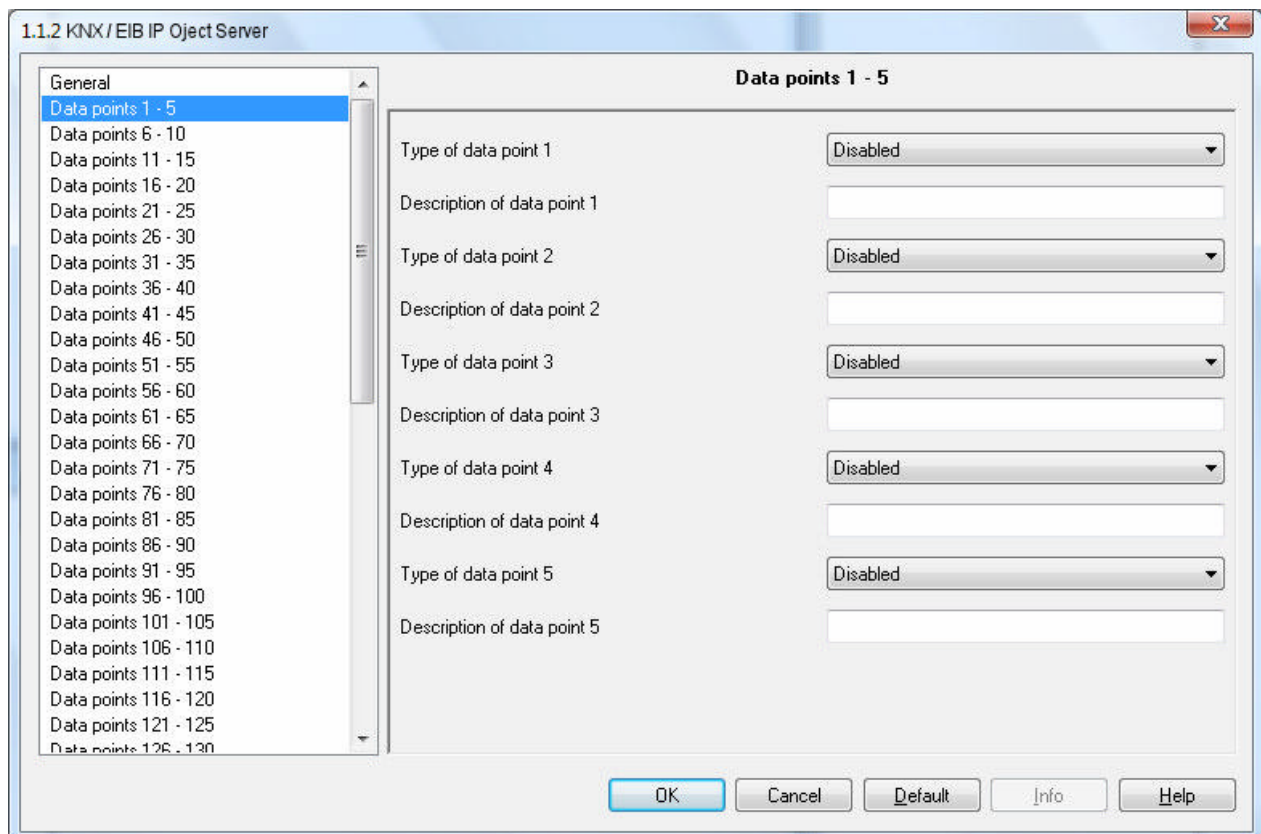 1.1.2 KNX / EIB IP Oject Server
General
Data points 1 - 5
Data points 6 - 10
Data points 11 - 15
Data points 16 - 20
Data points 21 - 25
Data points 26 - 30
Data points 31 - 35
Data points 36 - 40
Data points 41 - 45
Data points 46 - 50
Data points 51 - 55
Data points 56 - 60
Data points 61 - 65
Data points 66 - 70
Data points 71 - 75
Data points 76 - 80
Data points 81 - 85
Data points 86 - 90
Data points 91 - 95
Data points 96 - 100
Data points 101 - 105
Data points 106 - 110
Data points 111 - 115
Data points 116 - 120
Data points 121 - 125
Data points 126 - 130
Data points 1 - 5
Type of data point 1 Disabled
Description of data point 1
Type of data point 2 Disabled
Description of data point 2
Type of data point 3 Disabled
Description of data point 3
Type of data point 4 Disabled
Description of data point 4
Type of data point 5 Disabled
Description of data point 5
OK Cancel Default Info Help